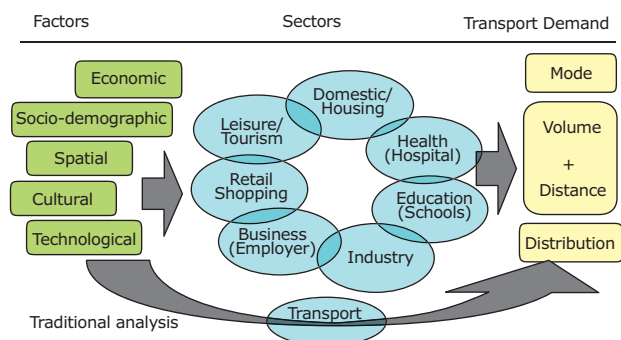 Factors
Sectors
Transport Demand
Economic
Socio-demographic
Spatial
Cultural
Technological
Domestic/
Housing
Leisure/
Tourism
Health
(Hospital)
Retail
Shopping
Education
(Schools)
Business
(Employer)
Industry
Transport
Mode
Volume
+
Distance
Distribution
Traditional analysis